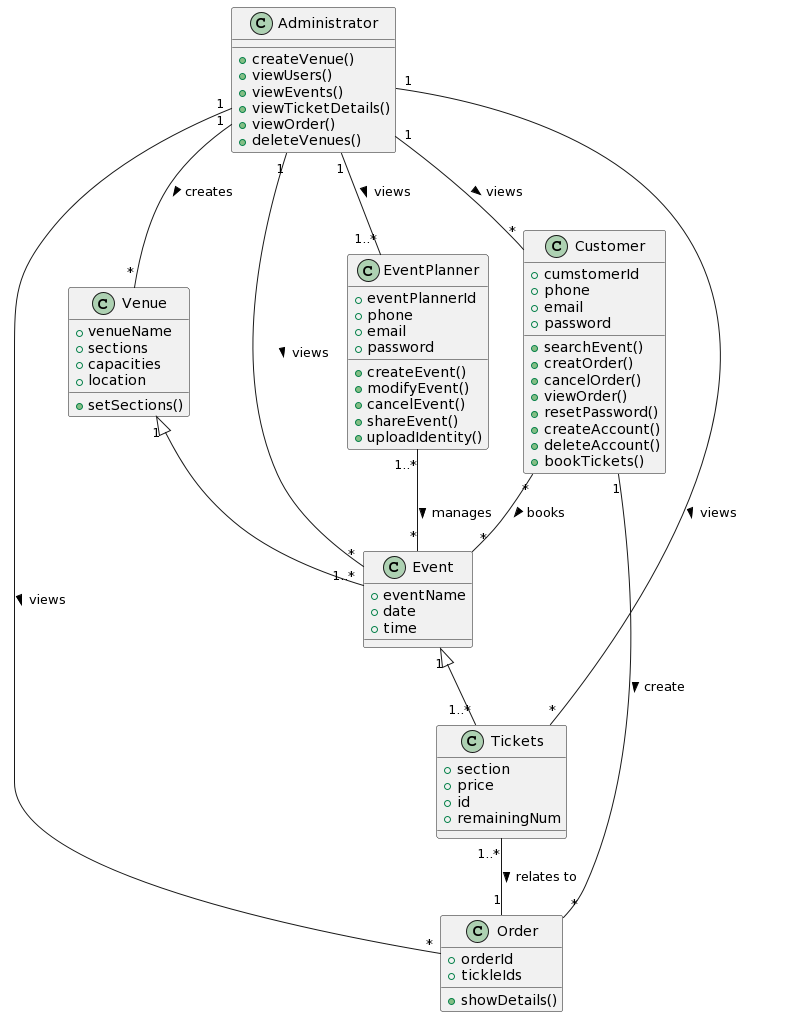 C Administrator
createVenue()
viewUsers()
viewEvents()
viewTicketDetails()
viewOrder()
deleteVenues()
1
1
1
1
1
1
creates
views
views
*
1..*
*
C Venue
venueName
sections
capacities
location
setSections()
C EventPlanner
eventPlannerId
phone
email
password
createEvent()
modifyEvent()
cancelEvent()
shareEvent()
uploadIdentity()
C Customer
cumstomerId
phone
email
password
searchEvent()
creatOrder()
cancelOrder()
viewOrder()
resetPassword()
createAccount()
deleteAccount()
bookTickets()
views
1
1..*
*
1
manages
books
views
*
*
*
1..*
C Event
eventName
date
time
views
1
create
1..*
*
C Tickets
section
price
id
remainingNum
1..*
relates to
1
*
*
C Order
orderId
tickleIds
showDetails()